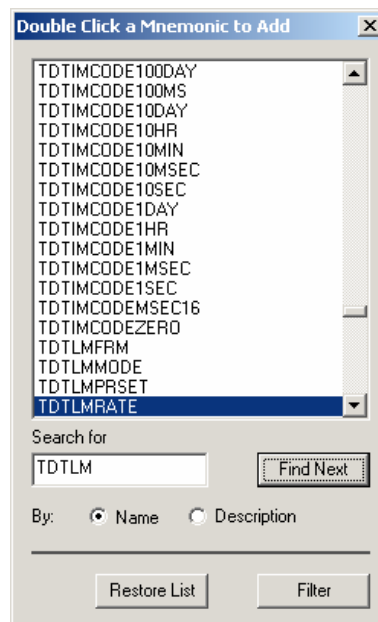 Double Click a Mnemonic to Add
TDTIMCODE100DAY
TDTIMCODE100MS
TDTIMCODE10DAY
TDTIMCODE10HR
TDTIMCODE10MIN
TDTIMCODE10MSEC
TDTIMCODE10SEC
TDTIMCODE1DAY
TDTIMCODE1HR
TDTIMCODE1MIN
TDTIMCODE1MSEC
TDTIMCODE1SEC
TDTIMCODEMSEC16
TDTIMCODEZERO
TDTLMFRM
TDTLMMODE
TDTLMPRSET
TDTLMRATE
Search for
TDTLM
Find Next
By: Name Description
Restore List Filter